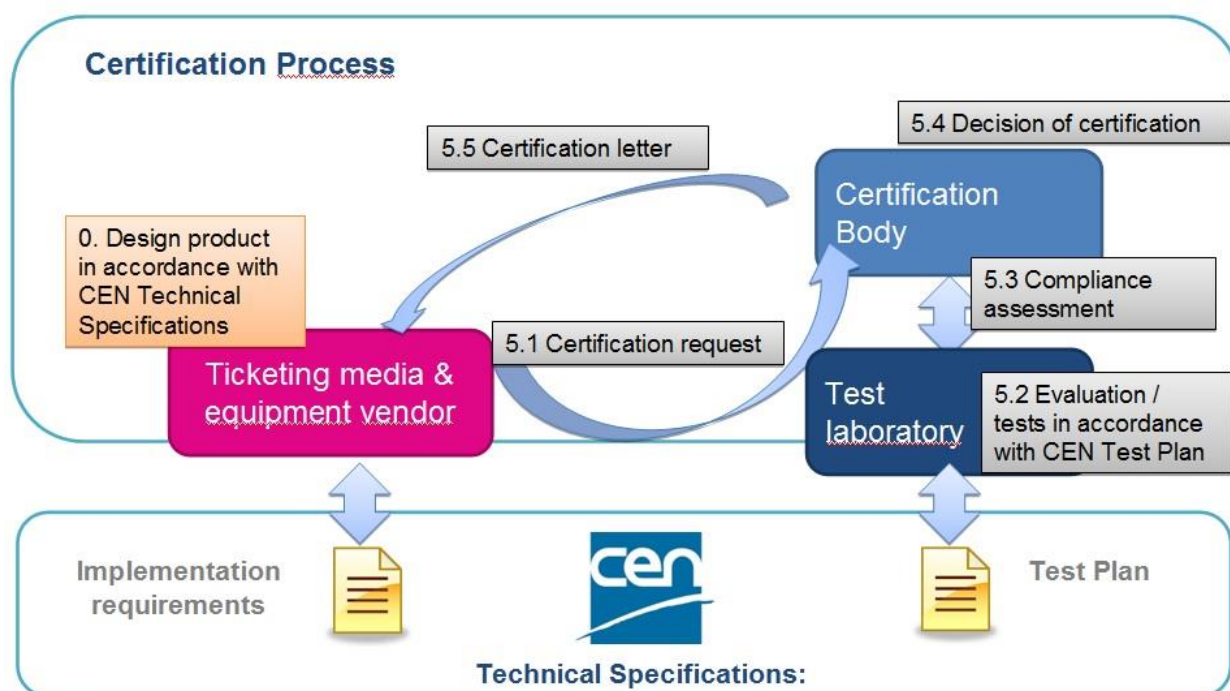 Certification Process
5.4 Decision of certification
5.5 Certification letter
Certification
Body
0. Design product
in accordance with
CEN Technical
Specifications
5.3 Compliance
assessment
5.1 Certification request
Ticketing media &
equipment vendor
Test
laboratory
5.2 Evaluation /
tests in accordance
with CEN Test Plan
Implementation
requirements
cen
Test Plan
Technical Specifications: